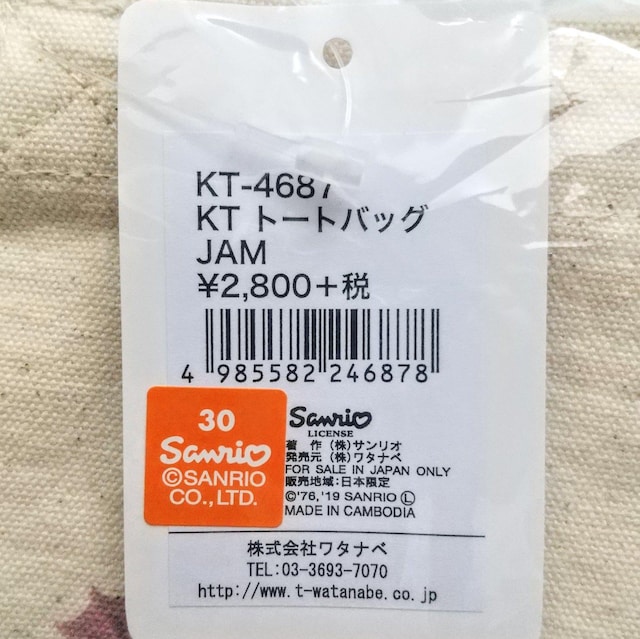 KT-4687
KT トートバッグ
JAM
¥2,800+税
4 985582 246878
30
Sanrio
©SANRIO
CO.,LTD.
Sanrio
LICENSE
著 作 (株)サンリオ
発売元 (株)ワタナベ
FOR SALE IN JAPAN ONLY
販売地域:日本限定
©'76,'19 SANRIO Ⓛ
MADE IN CAMBODIA
株式会社ワタナベ
TEL:03-3693-7070
http://www.t-watanabe.co.jp